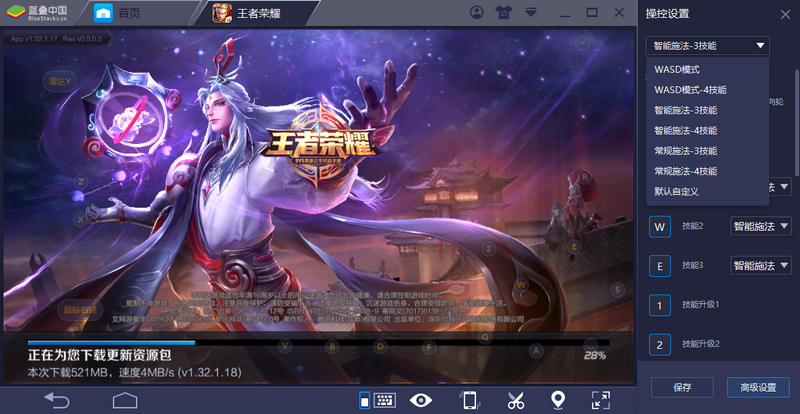 蓝叠中国
BlueStacks.cn
首页
王者荣耀
App v1.32.1.17 Res v0.0.0.0
雷达Y
王者荣耀
5V5英雄公平对战手游
Z
X
R
2
E
W
S
鼠标右键
V
B
D
F
Q
A
正在为您下载更新资源包
28%
本次下载521MB，速度4MB/s (v1.32.1.18)
操控设置
智能施法-3技能
WASD模式
WASD模式-4技能
智能施法-3技能
智能施法-4技能
常规施法-3技能
常规施法-4技能
默认自定义
向轮
W
技能2
智能施法
E
技能3
智能施法
1
技能升级1
2
技能升级2
保存
高级设置